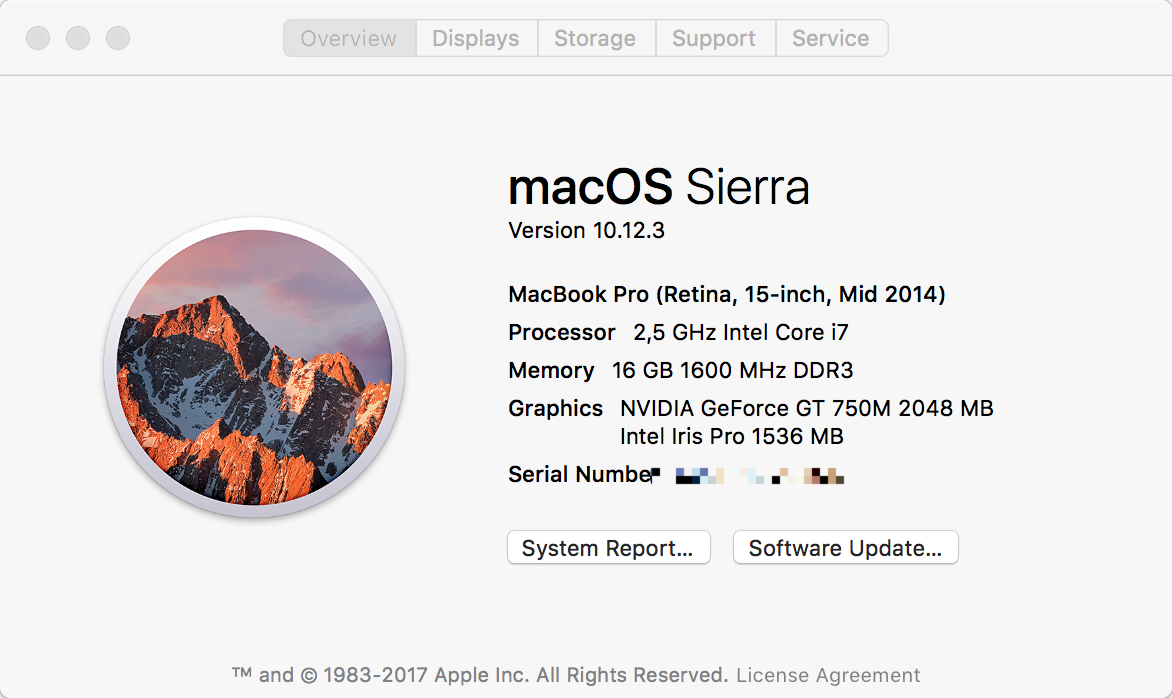 Overview Displays Storage Support Service
macOS Sierra
Version 10.12.3
MacBook Pro (Retina, 15-inch, Mid 2014)
Processor 2,5 GHz Intel Core i7
Memory 16 GB 1600 MHz DDR3
Graphics NVIDIA GeForce GT 750M 2048 MB
Intel Iris Pro 1536 MB
Serial Number
System Report... Software Update...
™ and © 1983-2017 Apple Inc. All Rights Reserved. License Agreement